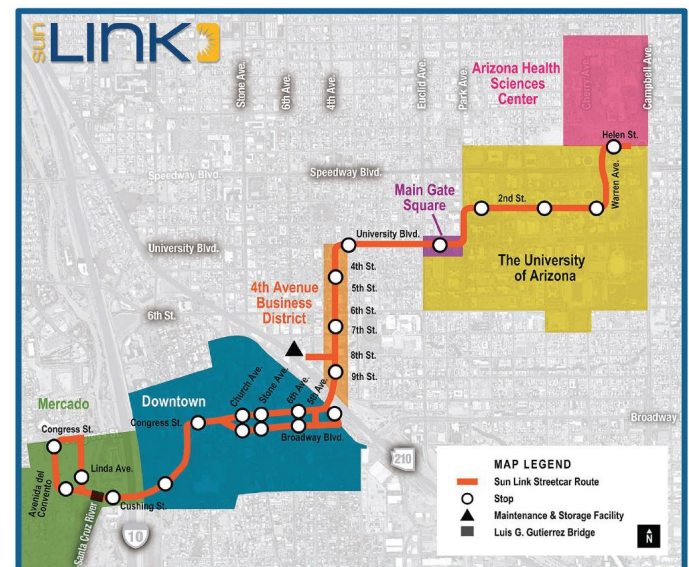 sun LINK
Stone Ave.
6th Ave.
4th Ave.
Euclid Ave.
Park Ave.
Cherry Ave.
Campbell Ave.
Arizona Health
Sciences
Center
Helen St.
Speedway Blvd.
Speedway Blvd.
Warren Ave.
Main Gate
Square
2nd St.
University Blvd.
University Blvd.
The University
of Arizona
4th St.
4th Avenue
Business
District
5th St.
6th St.
6th St.
7th St.
8th St.
9th St.
Mercado
Downtown
Church Ave.
Stone Ave.
6th Ave.
5th Ave.
Congress St.
Congress St.
Broadway Blvd.
Broadway
Linda Ave.
Avenida del
Convento
Cushing St.
Santa Cruz River
10
210
MAP LEGEND
Sun Link Streetcar Route
Stop
Maintenance & Storage Facility
Luis G. Gutierrez Bridge
N